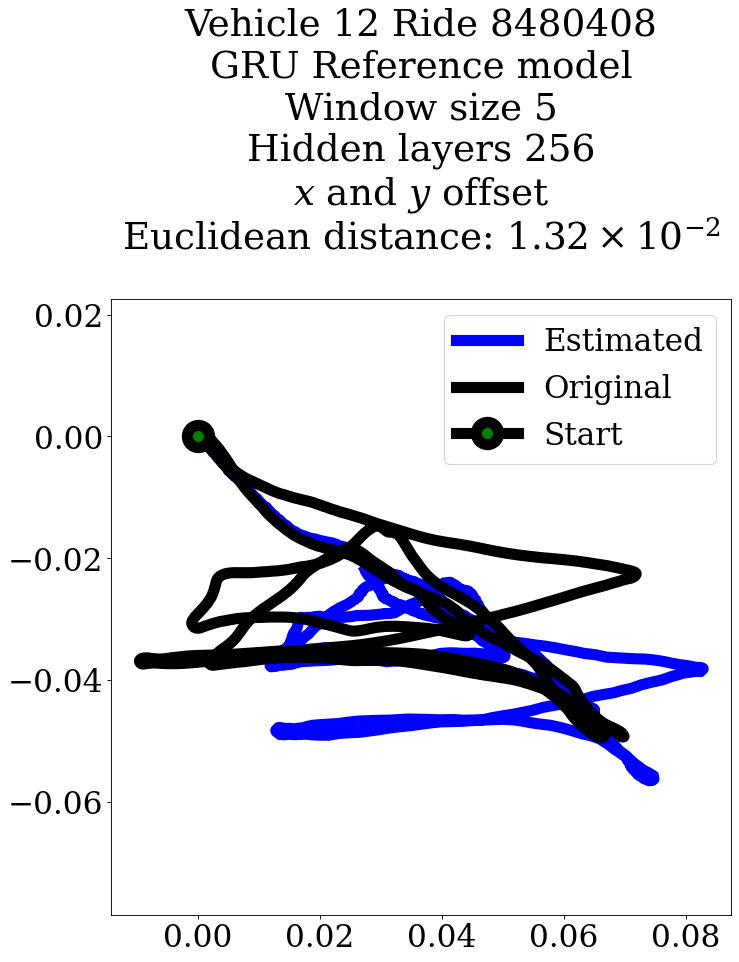 Vehicle 12 Ride 8480408
GRU Reference model
Window size 5
Hidden layers 256
x and y offset
Euclidean distance: 1.32 × 10⁻²
Estimated
Original
Start
0.02
0.00
−0.02
−0.04
−0.06
0.00 0.02 0.04 0.06 0.08